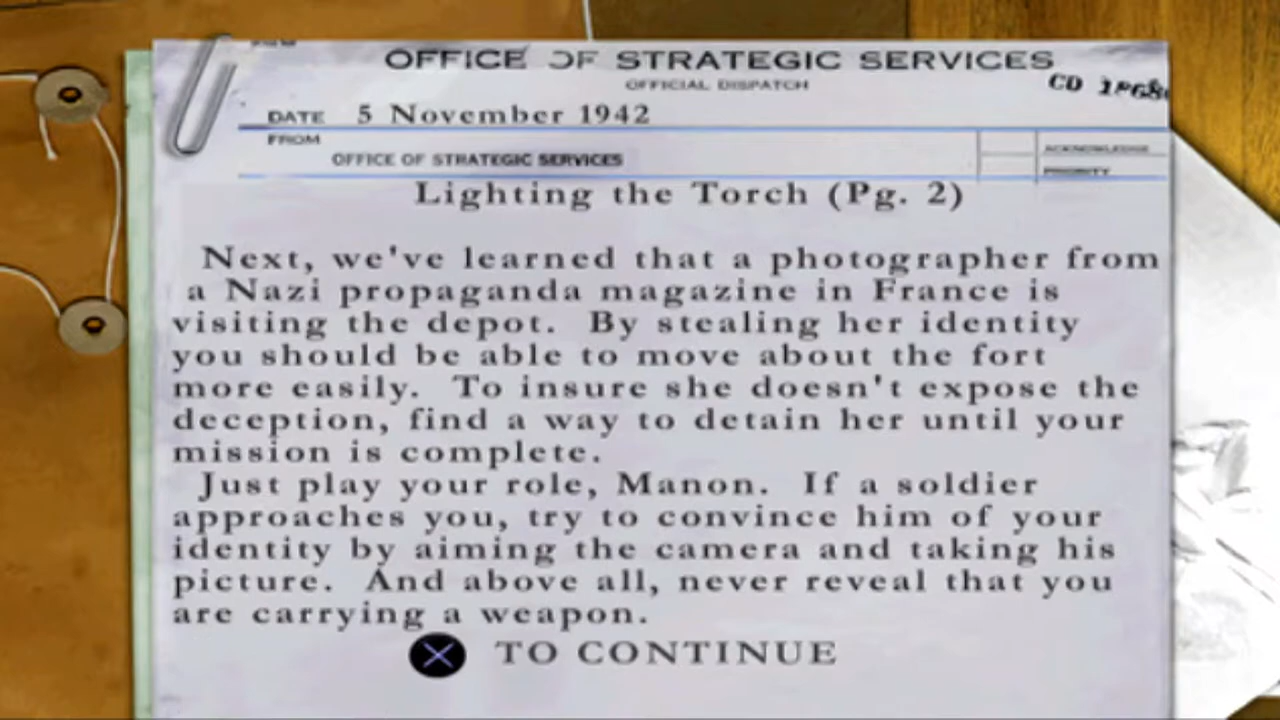 OFFICE OF STRATEGIC SERVICES
OFFICIAL DISPATCH
CD
DATE 5 November 1942
FROM
OFFICE OF STRATEGIC SERVICES
ACKNOWLEDGE
PRIORITY
Lighting the Torch (Pg. 2)
Next, we've learned that a photographer from
a Nazi propaganda magazine in France is
visiting the depot. By stealing her identity
you should be able to move about the fort
more easily. To insure she doesn't expose the
deception, find a way to detain her until your
mission is complete.
Just play your role, Manon. If a soldier
approaches you, try to convince him of your
identity by aiming the camera and taking his
picture. And above all, never reveal that you
are carrying a weapon.
TO CONTINUE